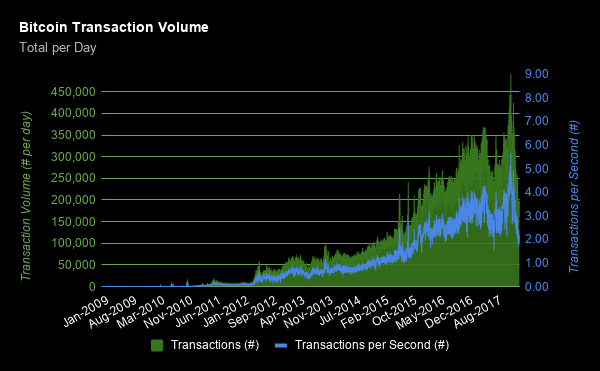 Bitcoin Transaction Volume
Total per Day
Transaction Volume (# per day)
450,000
400,000
350,000
300,000
250,000
200,000
150,000
100,000
50,000
0
9.00
8.00
7.00
6.00
5.00
4.00
3.00
2.00
1.00
0.00
Transactions per Second (#)
Jan-2009
Aug-2009
Mar-2010
Nov-2010
Jun-2011
Jan-2012
Sep-2012
Apr-2013
Nov-2013
Jul-2014
Feb-2015
Oct-2015
May-2016
Dec-2016
Aug-2017
Transactions (#)
Transactions per Second (#)